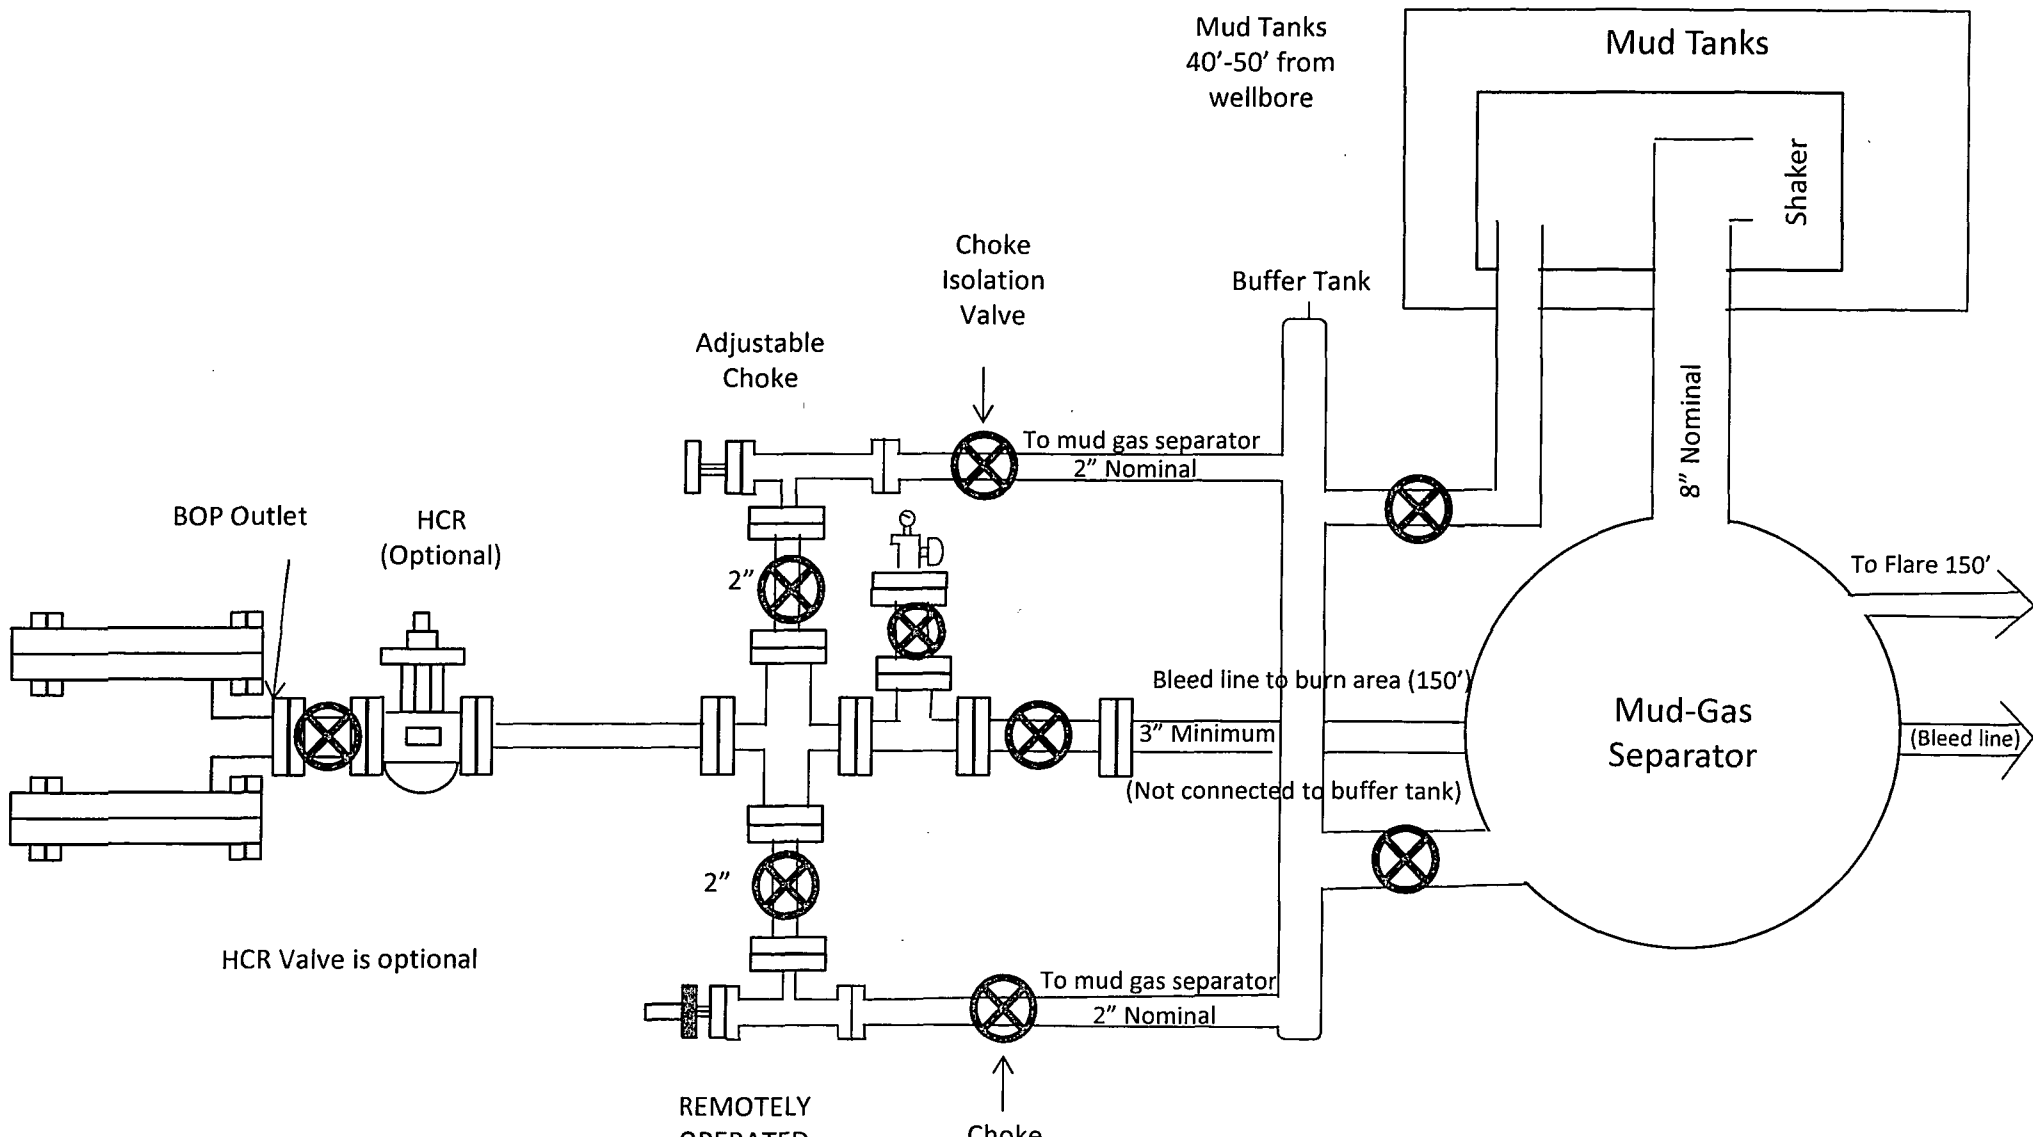 Mud Tanks
40’-50’ from
wellbore
Mud Tanks
Shaker
Choke
Isolation
Valve
Buffer Tank
Adjustable
Choke
8” Nominal
To mud gas separator
2” Nominal
BOP Outlet
HCR
(Optional)
2”
To Flare 150’
Bleed line to burn area (150’)
3” Minimum
(Not connected to buffer tank)
Mud-Gas
Separator
(Bleed line)
2”
HCR Valve is optional
To mud gas separator
2” Nominal
REMOTELY
OPERATED
Choke